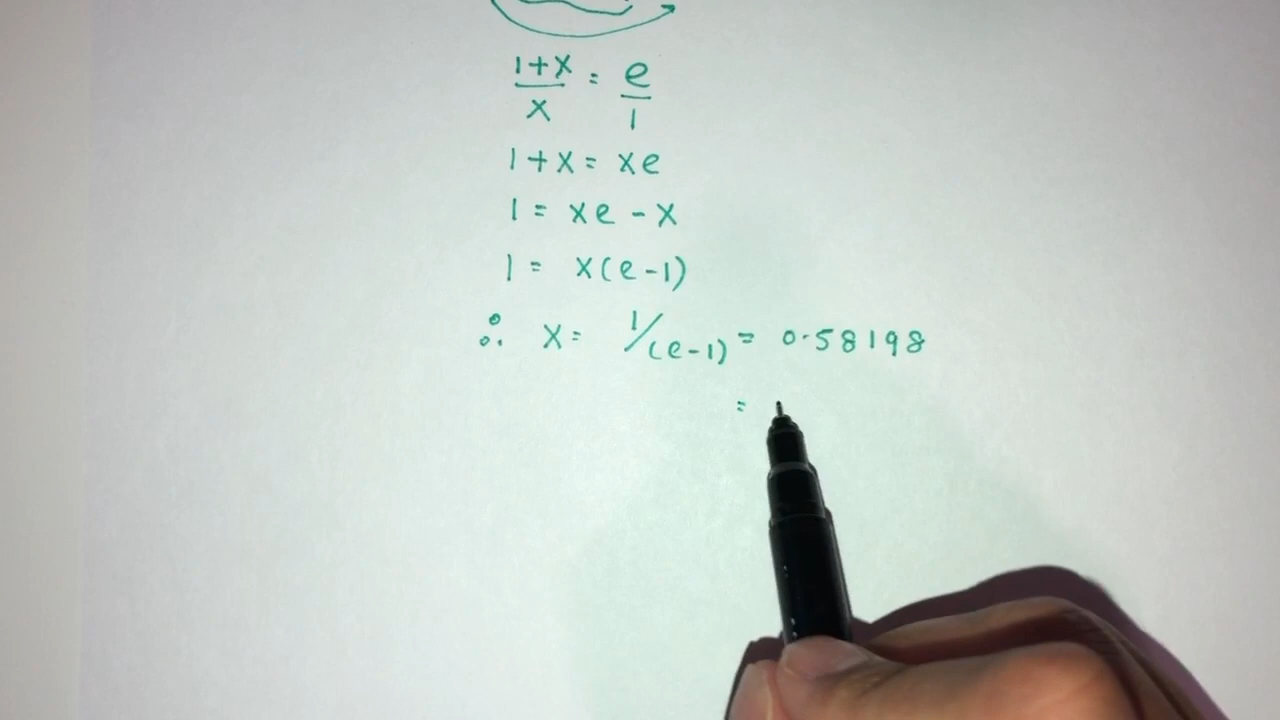 1+x/x = e/1
1+x = xe
1 = xe - x
1 = x(e-1)
∴ x = 1/(e-1) = 0.58198
=